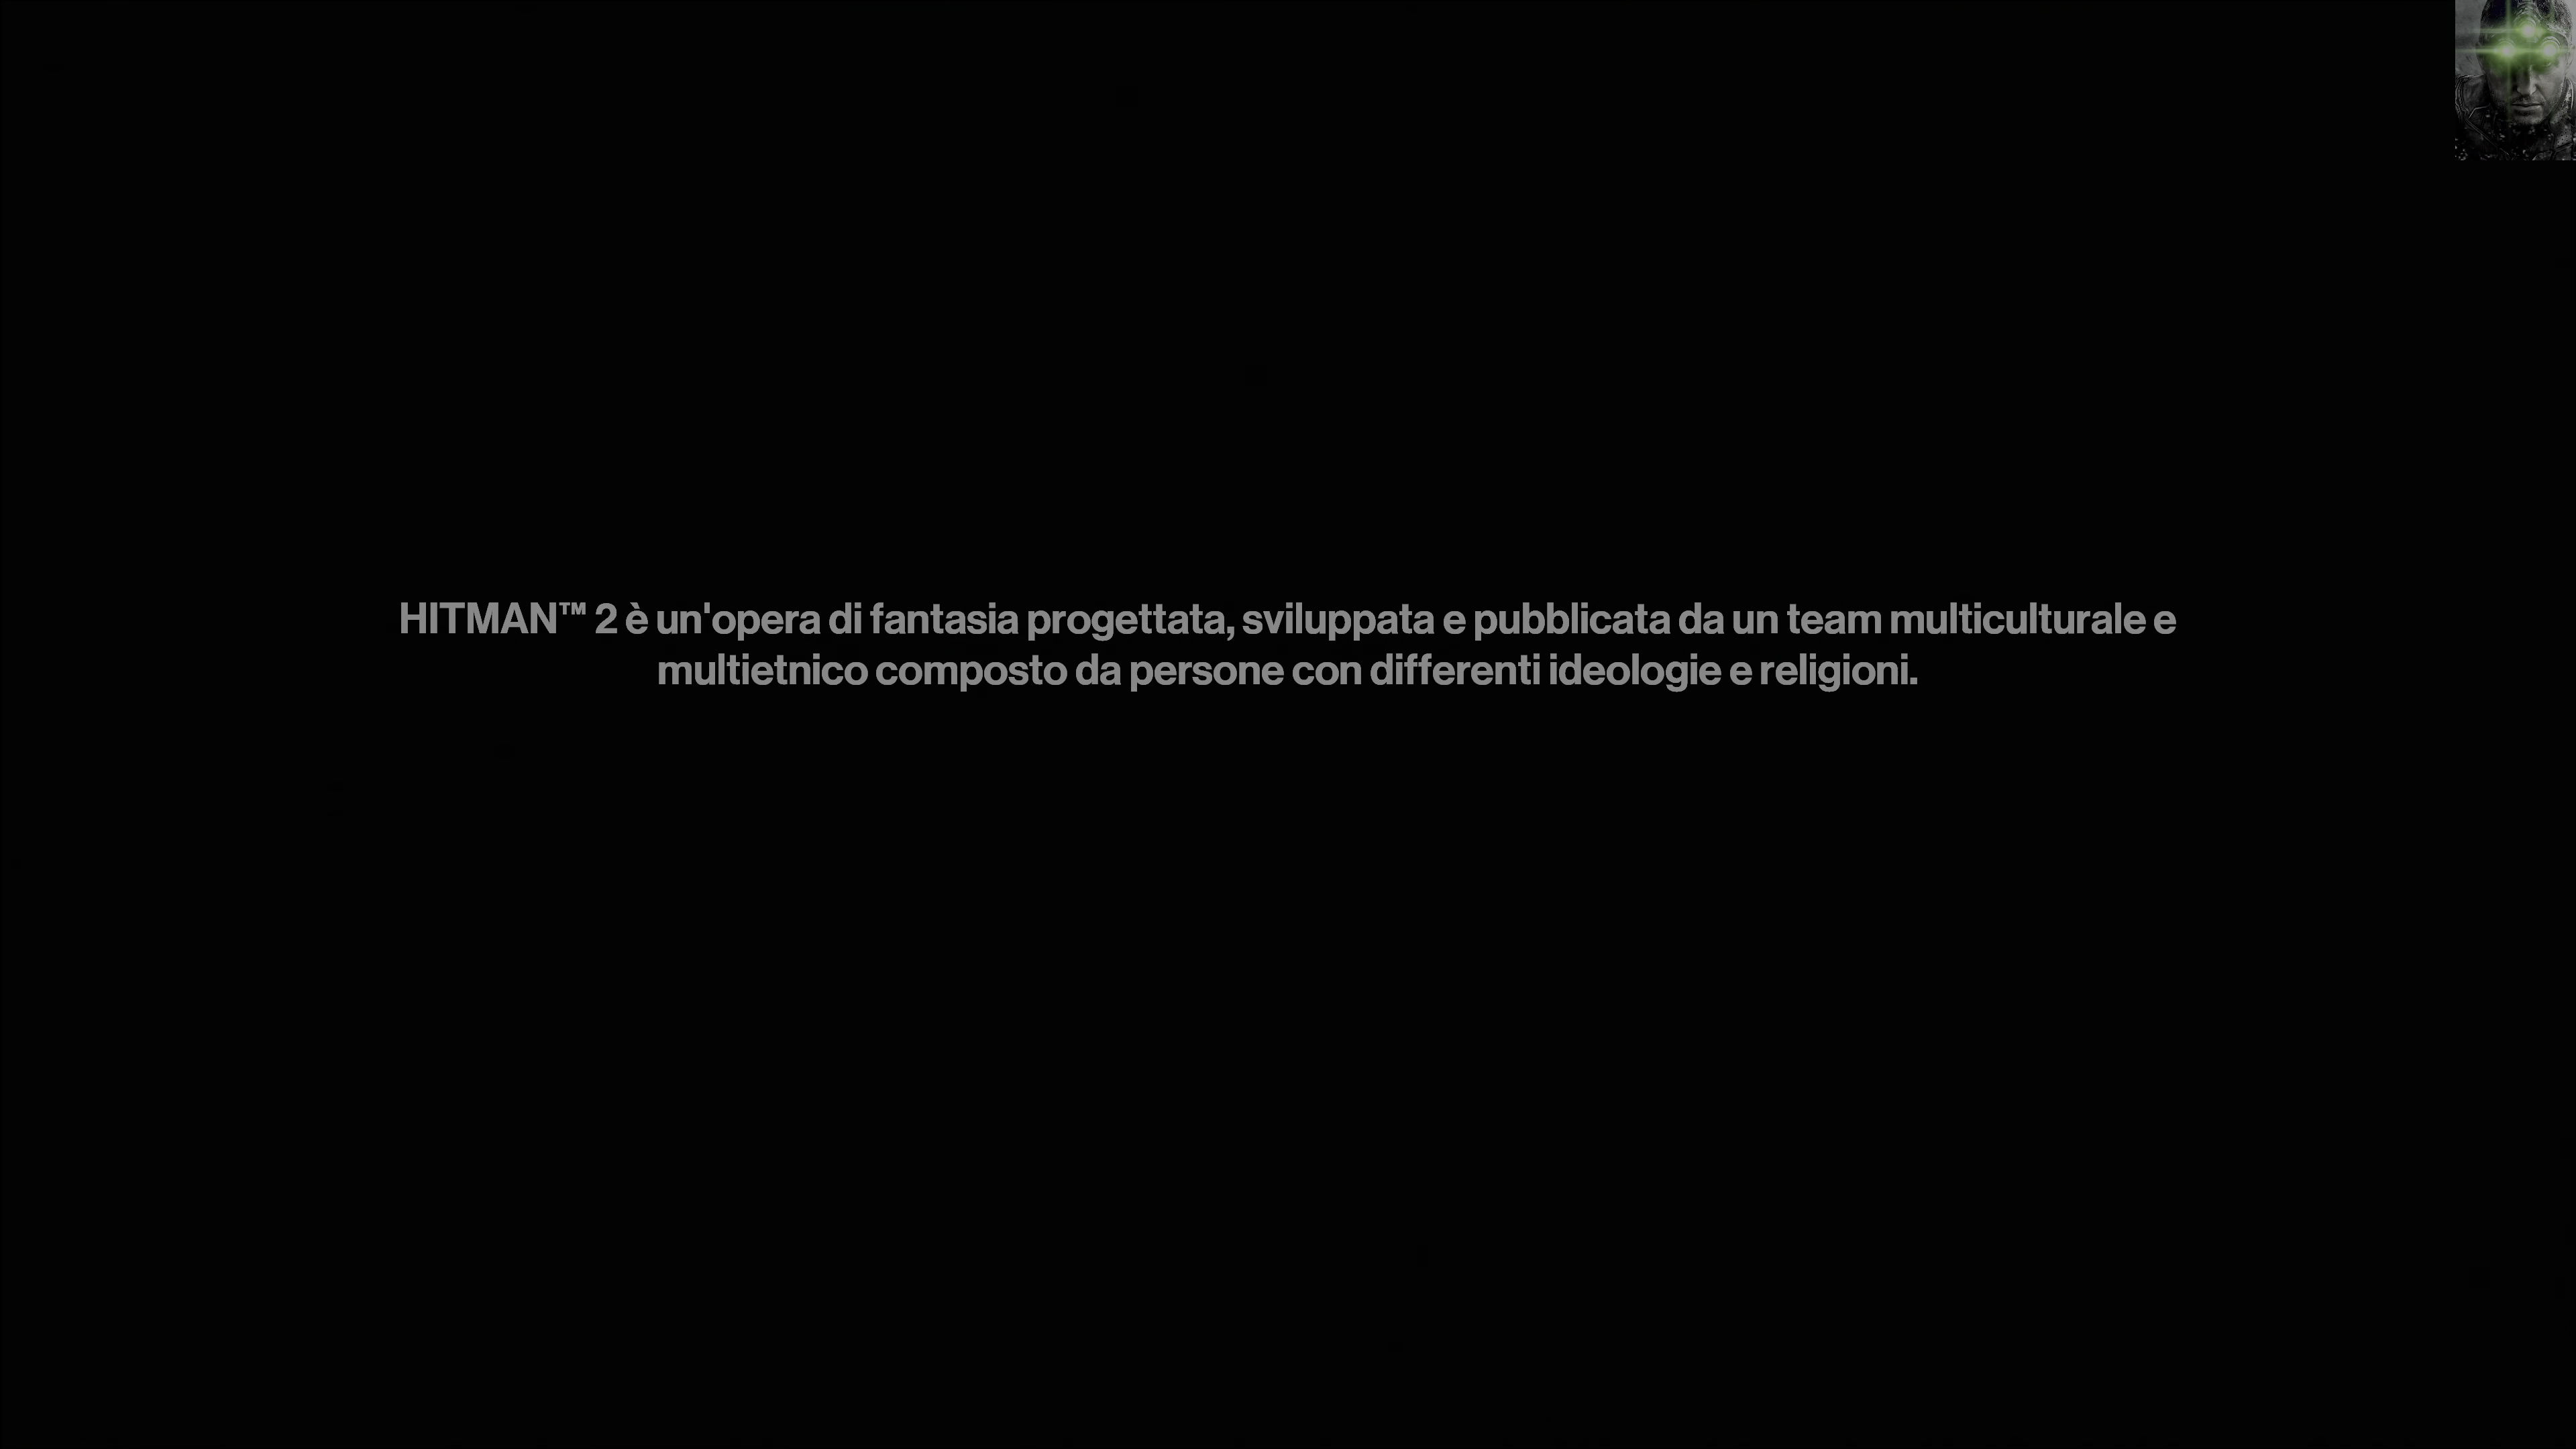 HITMAN™ 2 è un'opera di fantasia progettata, sviluppata e pubblicata da un team multiculturale e
multietnico composto da persone con differenti ideologie e religioni.